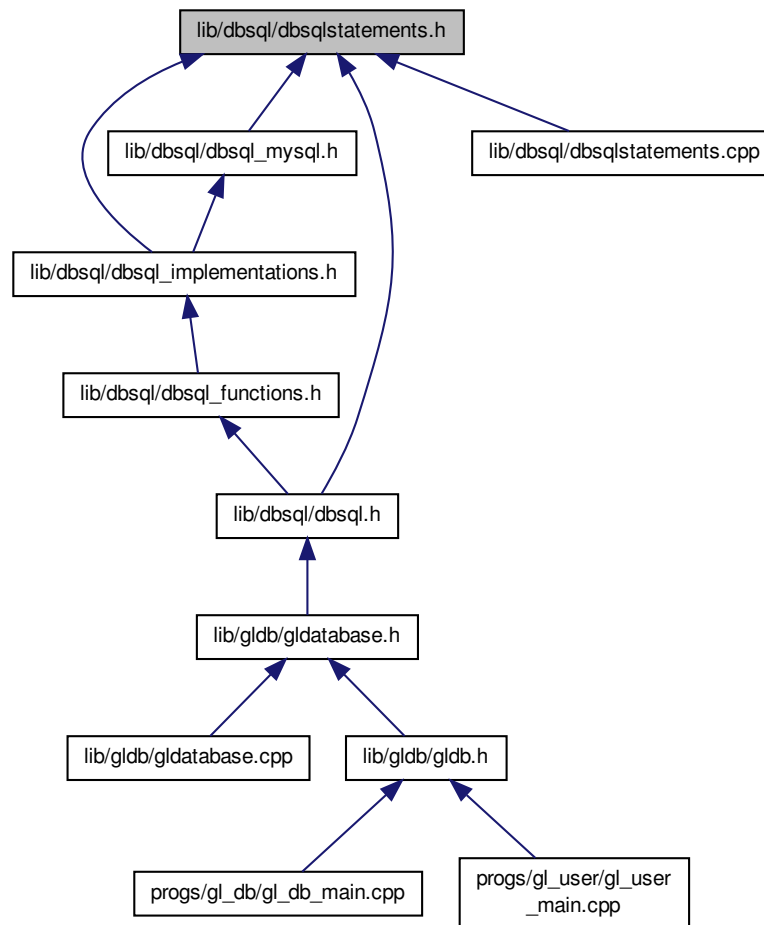 lib/dbsql/dbsqlstatements.h
lib/dbsql/dbsql_mysql.h
lib/dbsql/dbsqlstatements.cpp
lib/dbsql/dbsql_implementations.h
lib/dbsql/dbsql_functions.h
lib/dbsql/dbsql.h
lib/gldb/gldatabase.h
lib/gldb/gldatabase.cpp
lib/gldb/gldb.h
progs/gl_db/gl_db_main.cpp
progs/gl_user/gl_user
_main.cpp